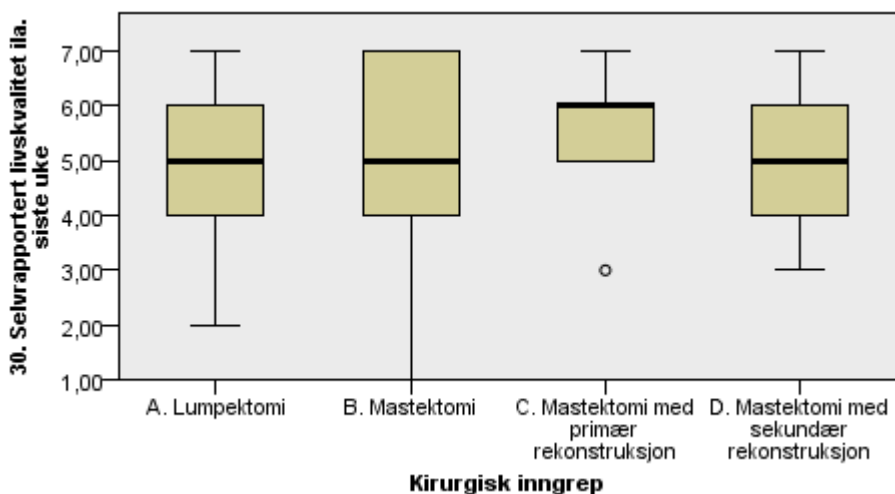 30. Selvrapportert livskvalitet ila.
siste uke
7,00
6,00
5,00
4,00
3,00
2,00
1,00
A. Lumpektomi
B. Mastektomi
C. Mastektomi med
primær
rekonstruksjon
D. Mastektomi med
sekundær
rekonstruksjon
Kirurgisk inngrep